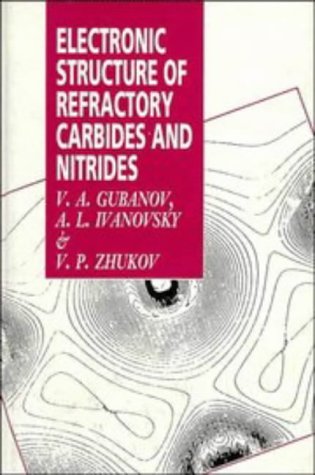 ELECTRONIC
STRUCTURE OF
REFRACTORY
CARBIDES AND
NITRIDES
V. A. GUBANOV,
A. L. IVANOVSKY
&
V. P. ZHUKOV